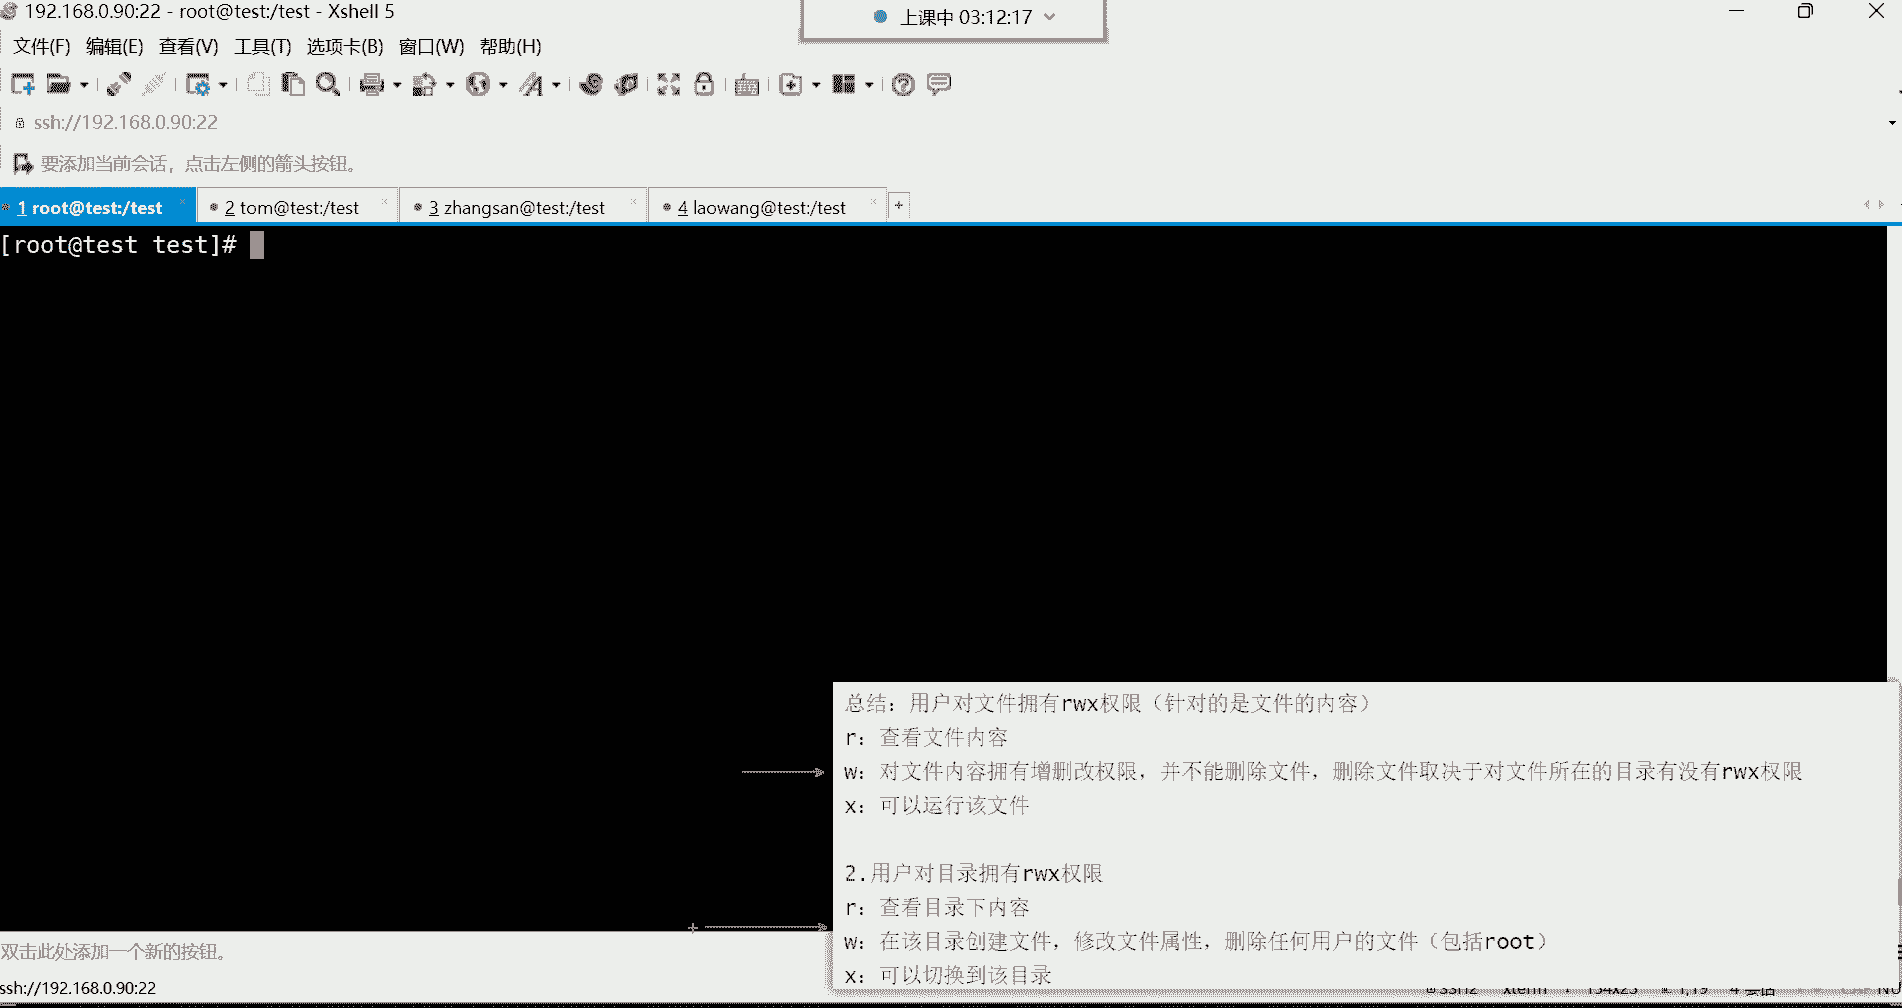 192.168.0.90:22 - root@test:/test - Xshell 5
上课中 03:12:17
文件(F) 编辑(E) 查看(V) 工具(T) 选项卡(B) 窗口(W) 帮助(H)
ssh://192.168.0.90:22
要添加当前会话，点击左侧的箭头按钮。
1 root@test:/test 2 tom@test:/test 3 zhangsan@test:/test 4 laowang@test:/test
[root@test test]#
总结：用户对文件拥有rwx权限（针对的是文件的内容）
r：查看文件内容
w：对文件内容拥有增删改权限，并不能删除文件，删除文件取决于对文件所在的目录有没有rwx权限
x：可以运行该文件
2.用户对目录拥有rwx权限
r：查看目录下内容
w：在该目录创建文件，修改文件属性，删除任何用户的文件（包括root）
x：可以切换到该目录
双击此处添加一个新的按钮。
ssh://192.168.0.90:22